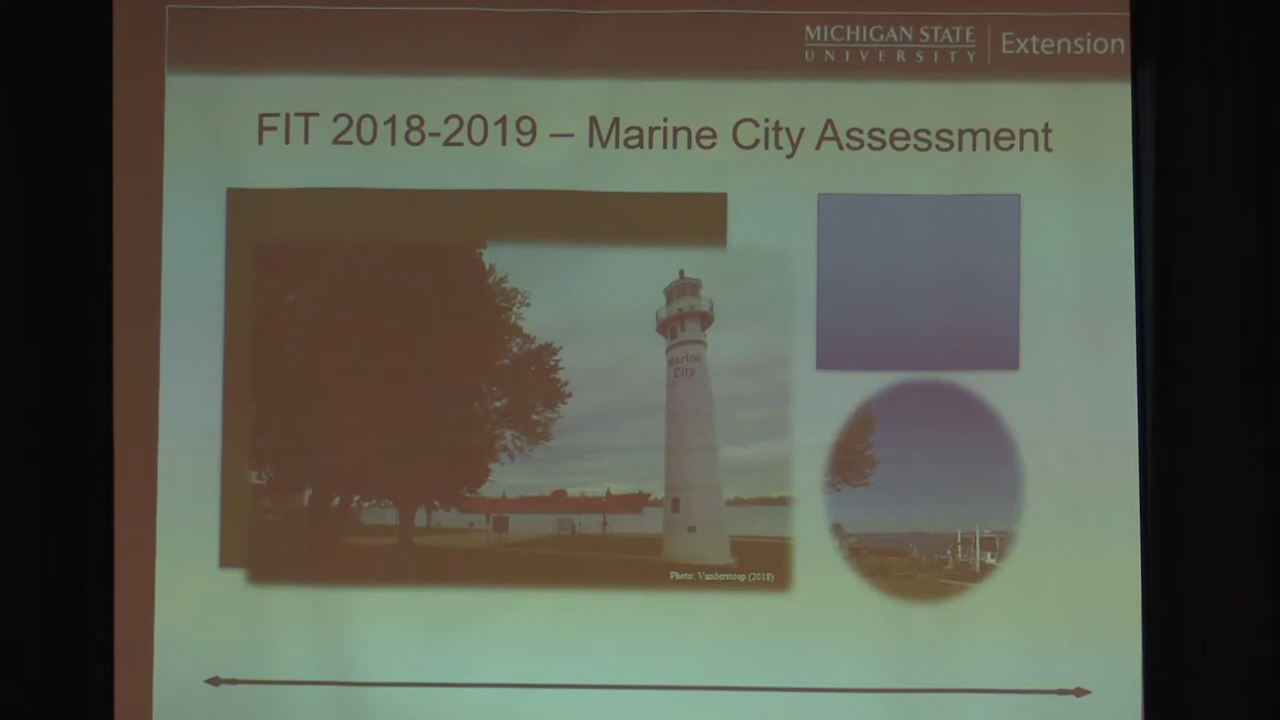 MICHIGAN STATE
UNIVERSITY
Extension
FIT 2018-2019 – Marine City Assessment
Marine
City
Photo: Vanderstoep (2018)